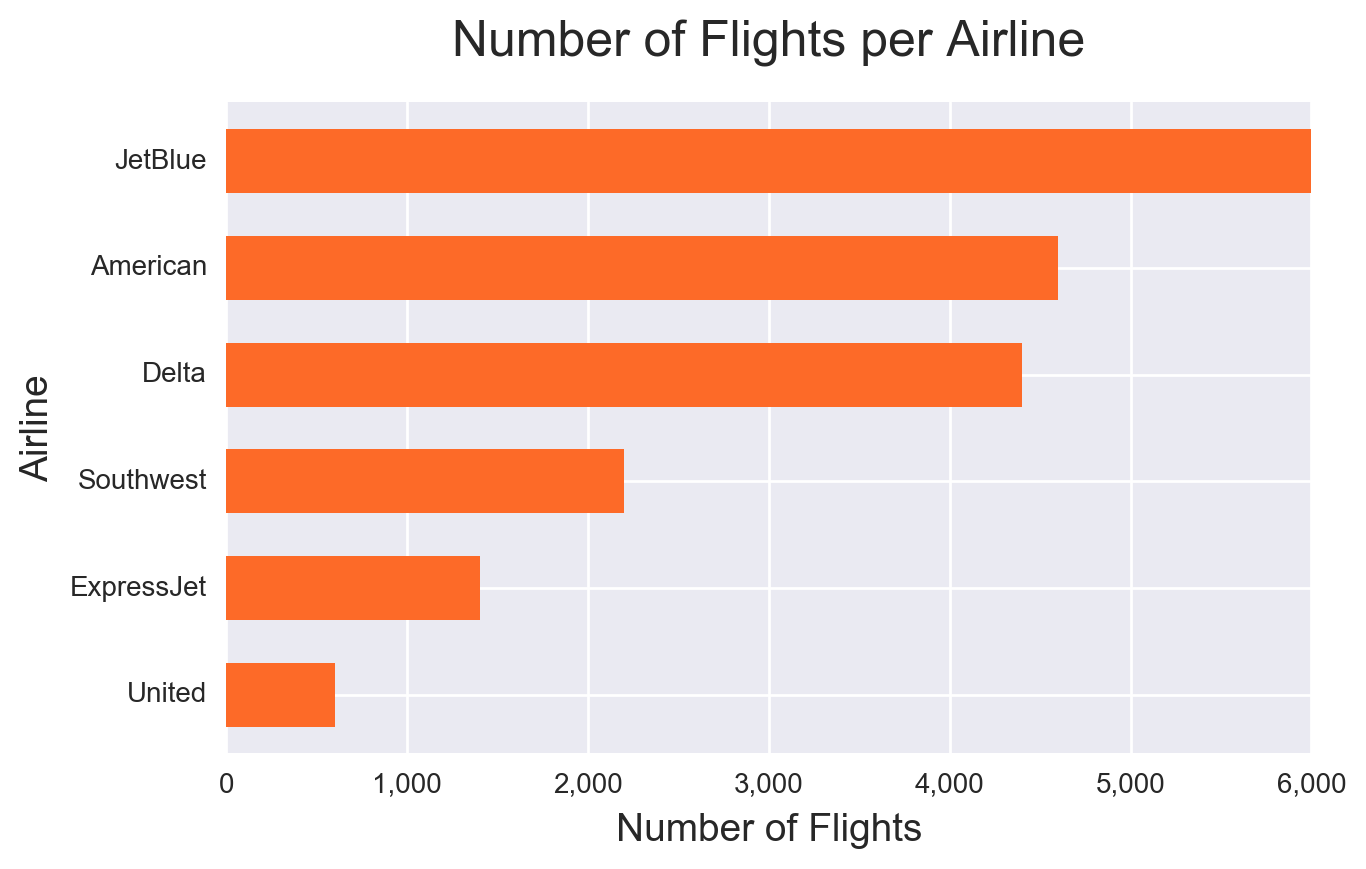 Number of Flights per Airline
JetBlue
American
Delta
Southwest
ExpressJet
United
Airline
0 1,000 2,000 3,000 4,000 5,000 6,000
Number of Flights